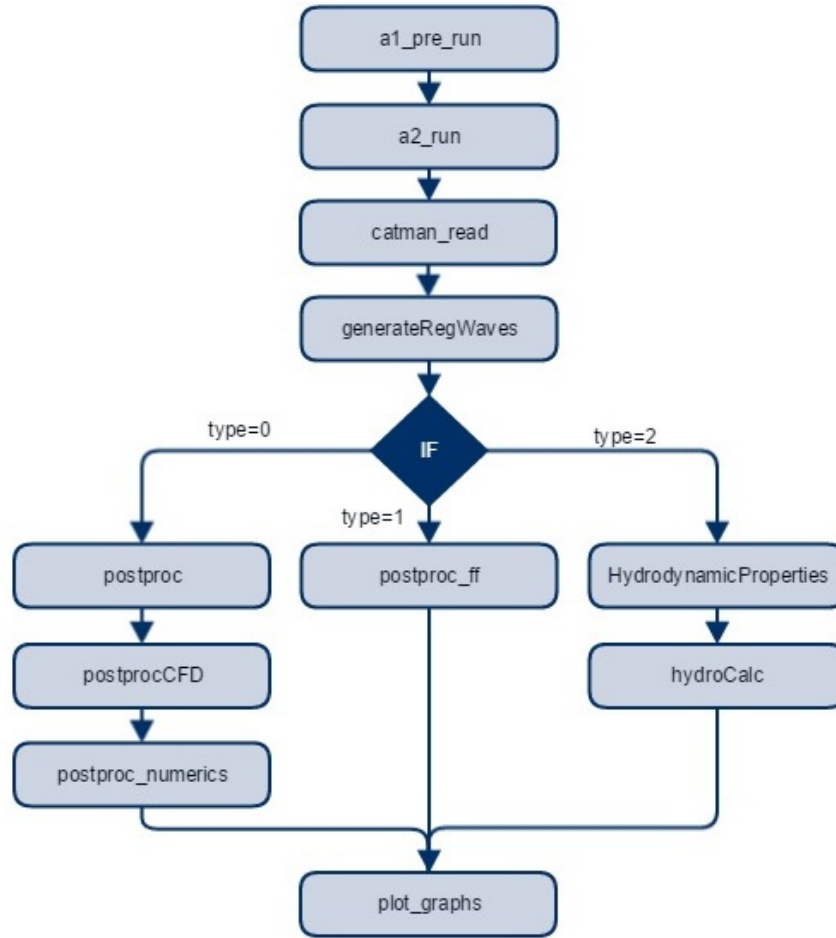 a1_pre_run
a2_run
catman_read
generateRegWaves
type=0
IF
type=2
type=1
postproc
postproc_ff
HydrodynamicProperties
postprocCFD
hydroCalc
postproc_numerics
plot_graphs